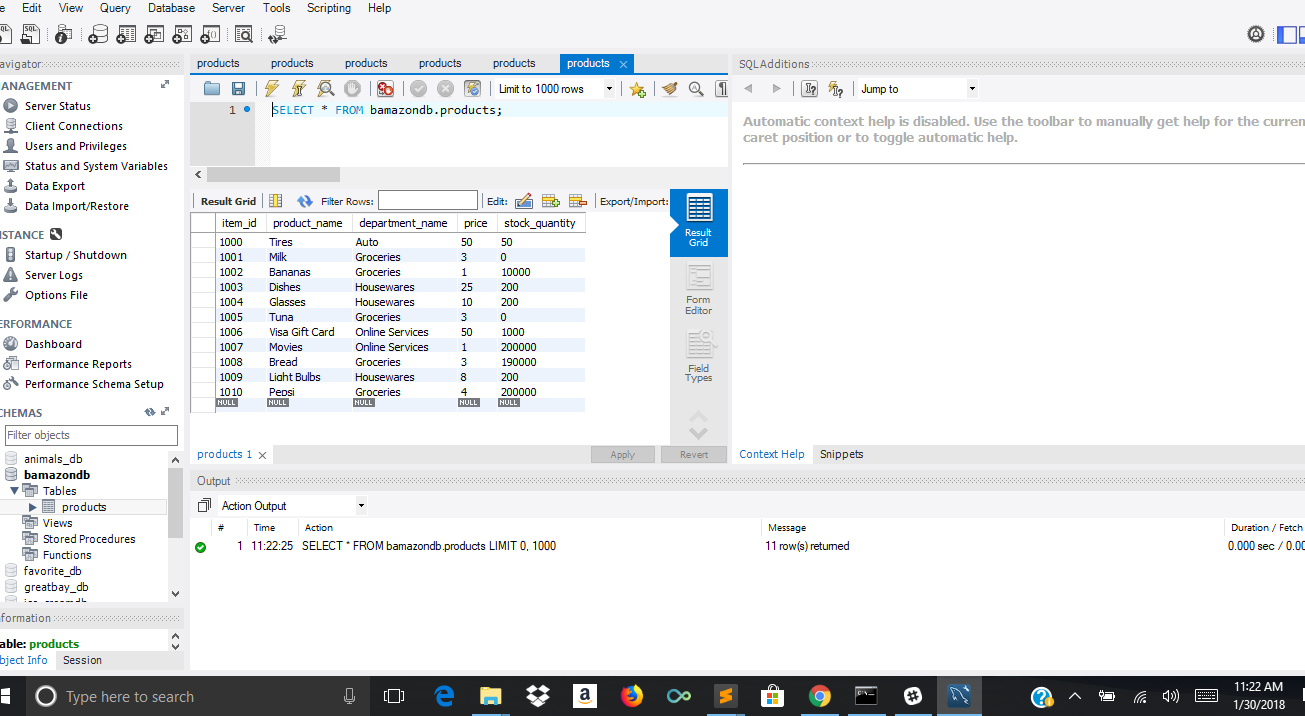 e Edit View Query Database Server Tools Scripting Help
avigator
MANAGEMENT
Server Status
Client Connections
Users and Privileges
Status and System Variables
Data Export
Data Import/Restore
STANCE
Startup / Shutdown
Server Logs
Options File
ERFORMANCE
Dashboard
Performance Reports
Performance Schema Setup
CHEMAS
Filter objects
animals_db
bamazondb
Tables
products
Views
Stored Procedures
Functions
favorite_db
greatbay_db
nformation
able: products
bject Info Session
products products products products products products
Limit to 1000 rows
1 SELECT * FROM bamazondb.products;
Result Grid Filter Rows: Edit: Export/Import:
item_id product_name department_name price stock_quantity
1000 Tires Auto 50 50
1001 Milk Groceries 3 0
1002 Bananas Groceries 1 10000
1003 Dishes Housewares 25 200
1004 Glasses Housewares 10 200
1005 Tuna Groceries 3 0
1006 Visa Gift Card Online Services 50 1000
1007 Movies Online Services 1 200000
1008 Bread Groceries 3 190000
1009 Light Bulbs Housewares 8 200
1010 Pepsi Groceries 4 200000
NULL NULL NULL NULL NULL
Result
Grid
Form
Editor
Field
Types
products 1 Apply Revert
SQLAdditions
Jump to
Automatic context help is disabled. Use the toolbar to manually get help for the curren
caret position or to toggle automatic help.
Context Help Snippets
Output
Action Output
# Time Action Message Duration / Fetch
1 11:22:25 SELECT * FROM bamazondb.products LIMIT 0, 1000 11 row(s) returned 0.000 sec / 0.00
Type here to search
11:22 AM
1/30/2018